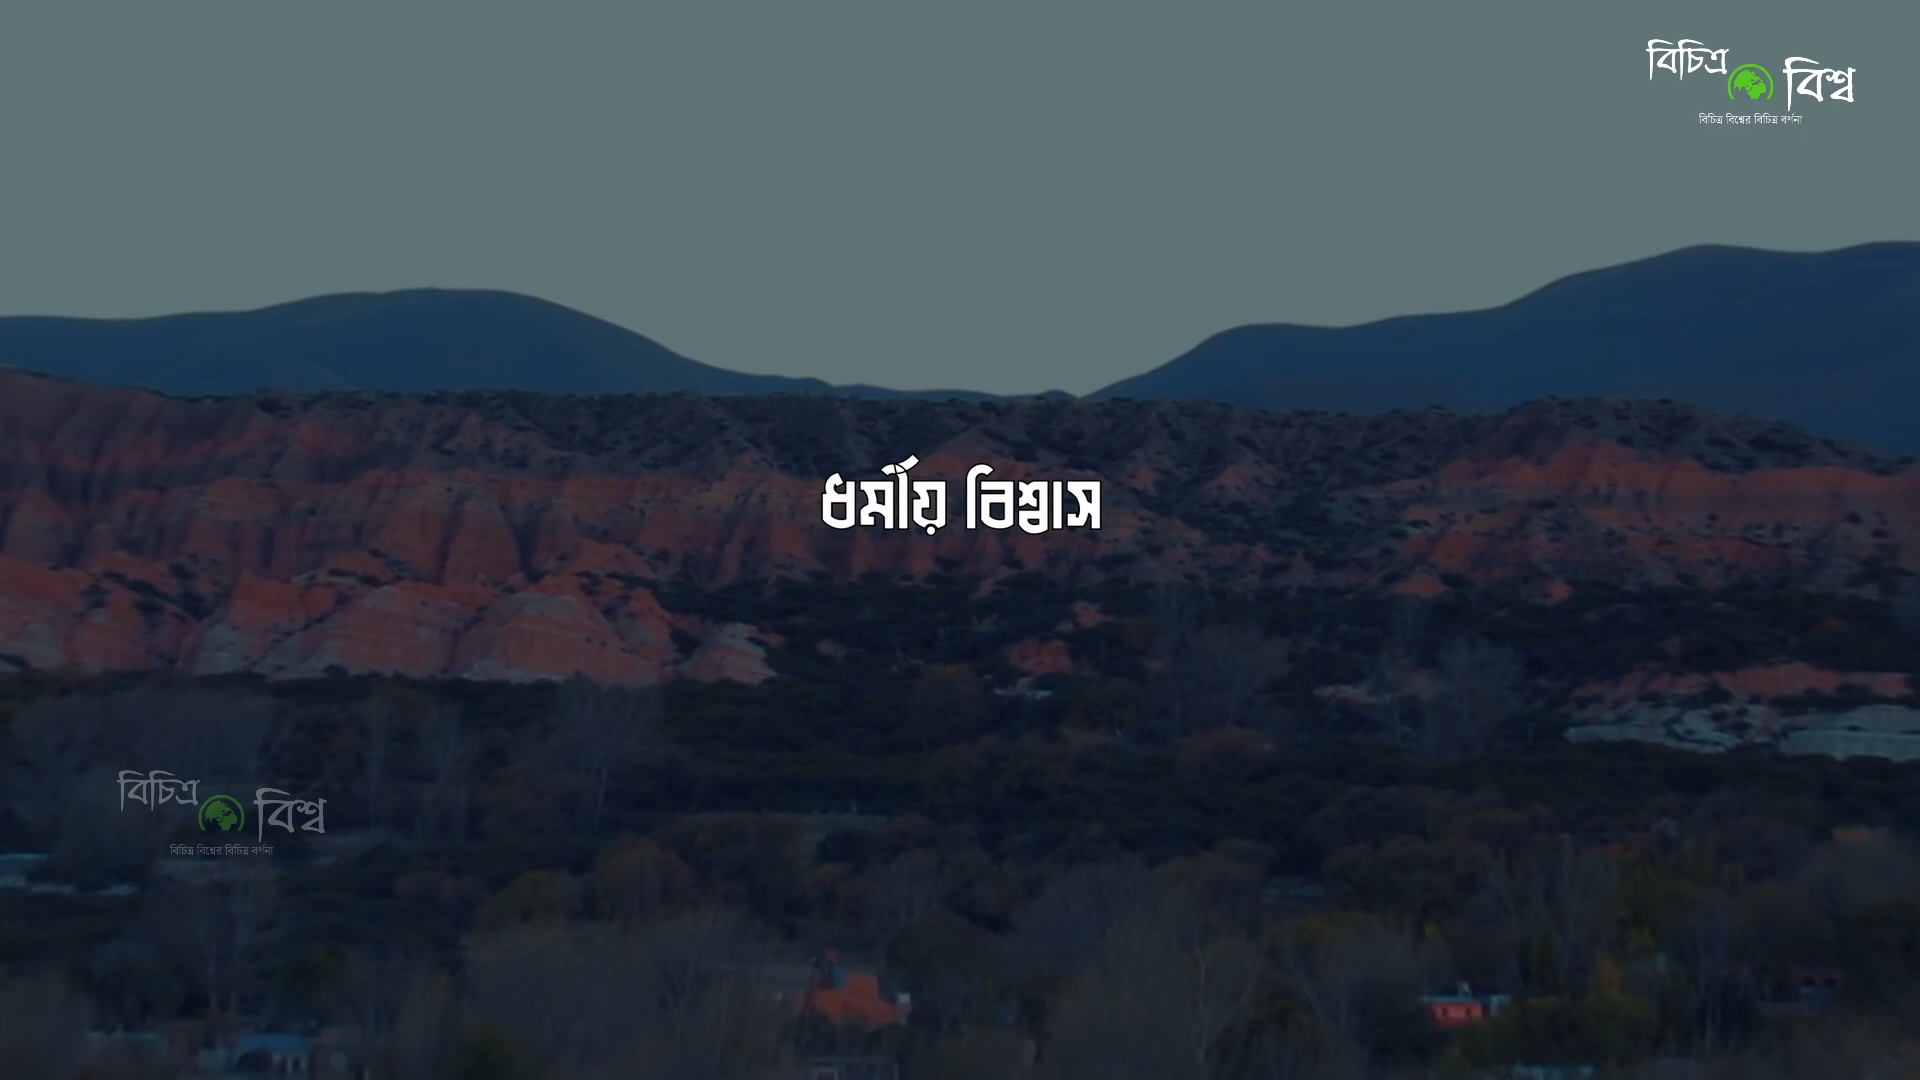 বিচিত্র বিশ্ব
বিচিত্র বিশ্বের বিচিত্র বর্ণনা
ধর্মীয় বিশ্বাস
বিচিত্র বিশ্ব
বিচিত্র বিশ্বের বিচিত্র বর্ণনা